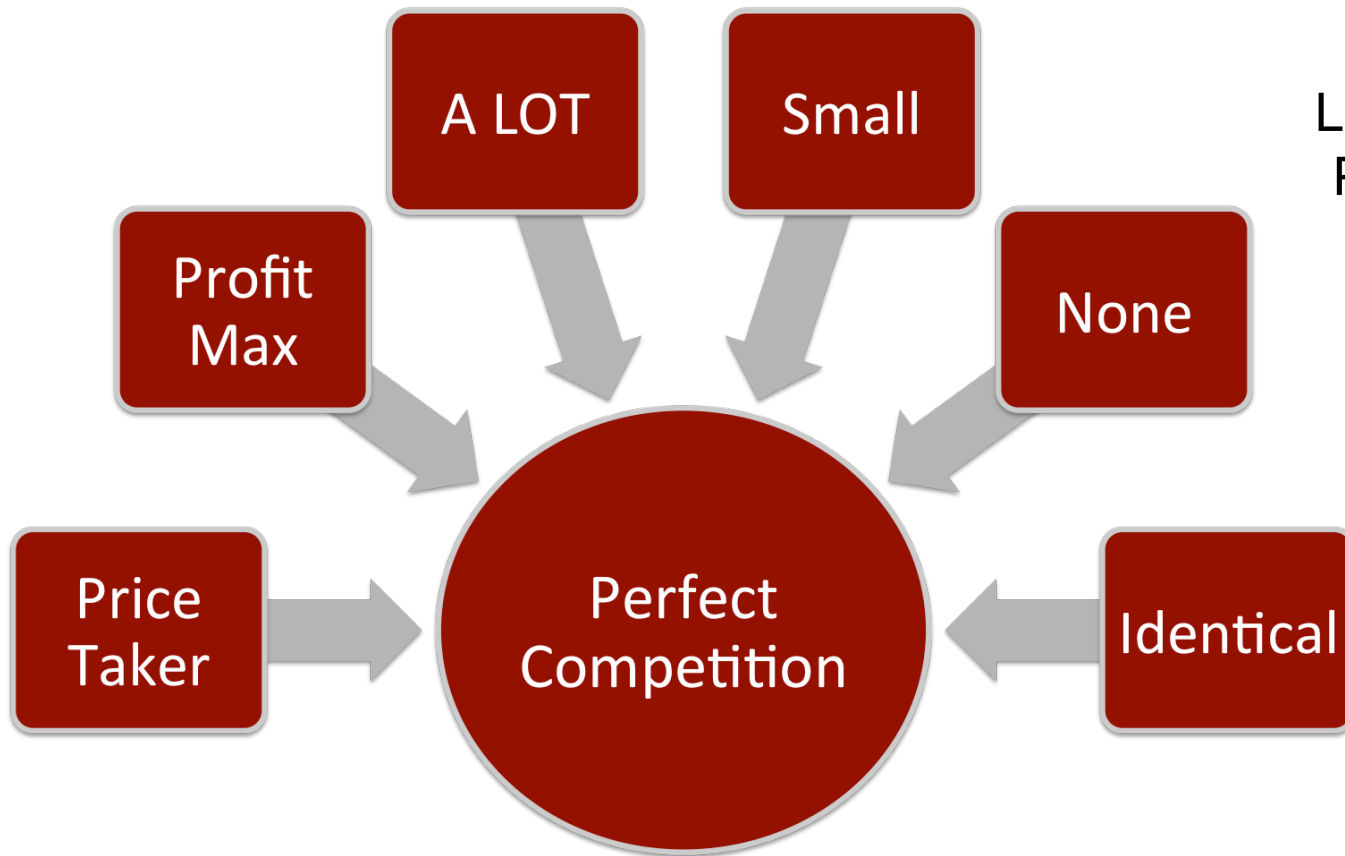 A LOT
Small
Profit
Max
None
Price
Taker
Perfect
Competition
Identical